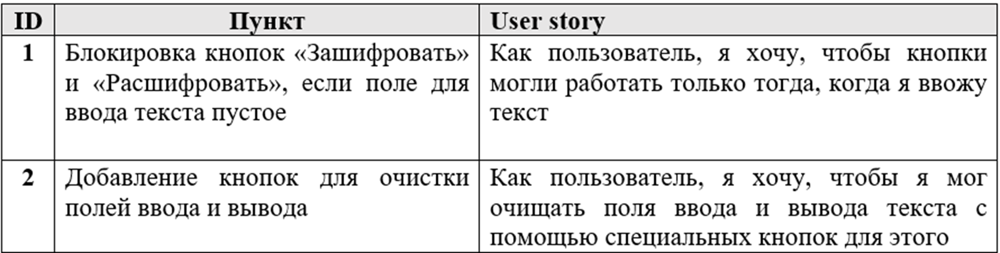 ID Пункт User story
1 Блокировка кнопок «Зашифровать»
и «Расшифровать», если поле для
ввода текста пустое
Как пользователь, я хочу, чтобы кнопки
могли работать только тогда, когда я ввожу
текст
2 Добавление кнопок для очистки
полей ввода и вывода
Как пользователь, я хочу, чтобы я мог
очищать поля ввода и вывода текста с
помощью специальных кнопок для этого